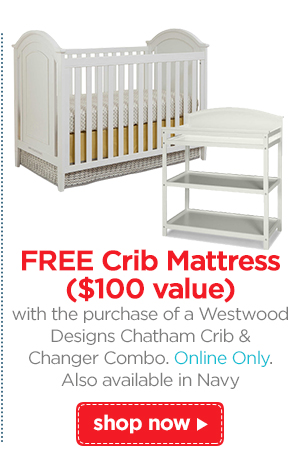 FREE Crib Mattress
($100 value)
with the purchase of a Westwood
Designs Chatham Crib &
Changer Combo. Online Only.
Also available in Navy
shop now ▶